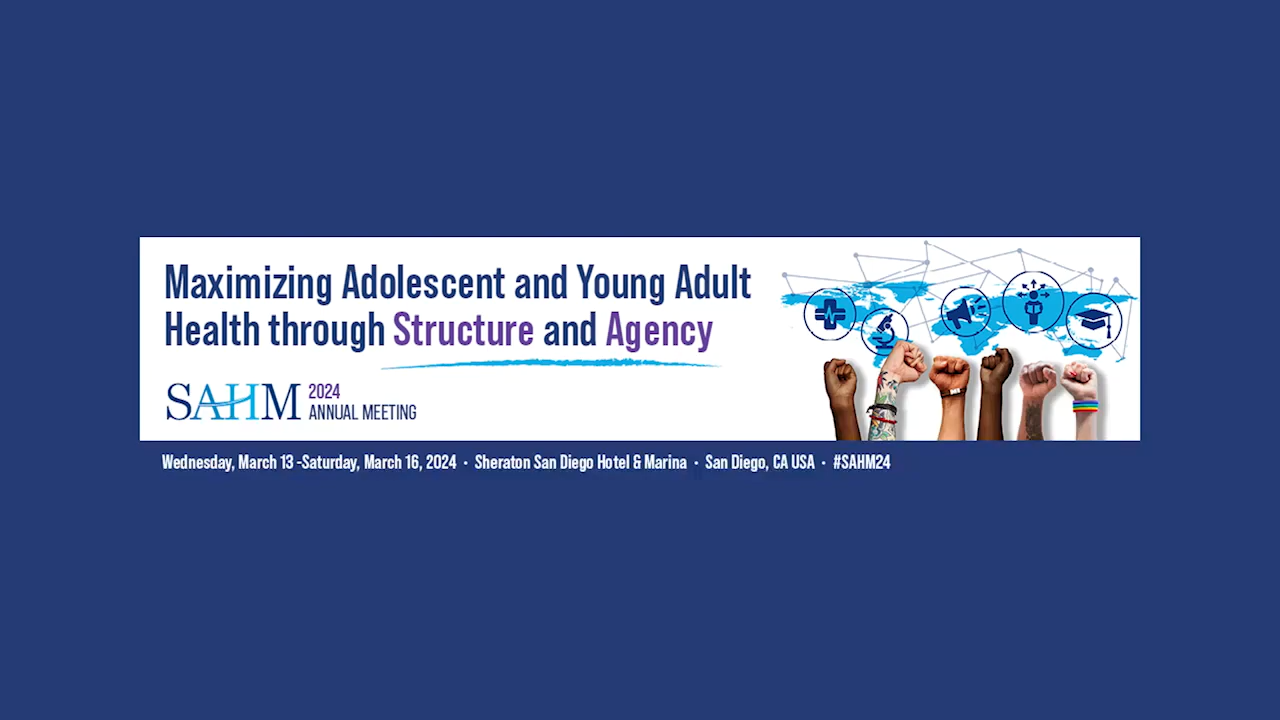 Maximizing Adolescent and Young Adult
Health through Structure and Agency
SAHM 2024
ANNUAL MEETING
Wednesday, March 13 -Saturday, March 16, 2024 · Sheraton San Diego Hotel & Marina · San Diego, CA USA · #SAHM24